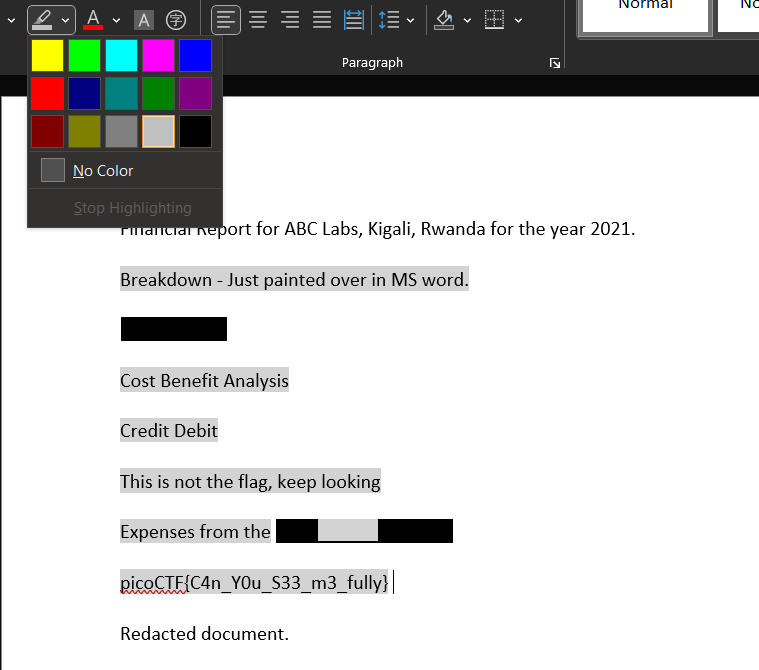 Normal
A
A
字
Paragraph
No Color
Stop Highlighting
Financial Report for ABC Labs, Kigali, Rwanda for the year 2021.
Breakdown - Just painted over in MS word.
Cost Benefit Analysis
Credit Debit
This is not the flag, keep looking
Expenses from the
picoCTF{C4n_Y0u_S33_m3_fully}
Redacted document.